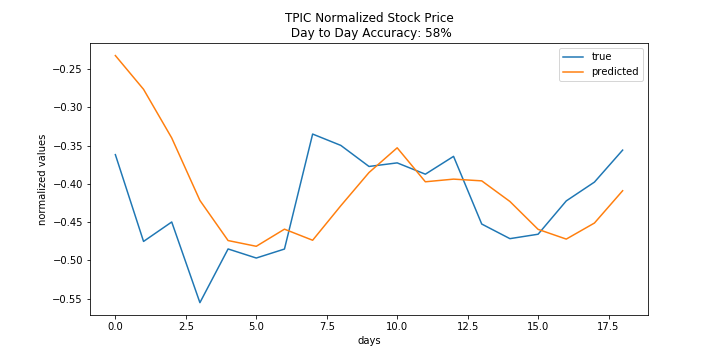 TPIC Normalized Stock Price
Day to Day Accuracy: 58%
true
predicted
normalized values
−0.25
−0.30
−0.35
−0.40
−0.45
−0.50
−0.55
0.0 2.5 5.0 7.5 10.0 12.5 15.0 17.5
days